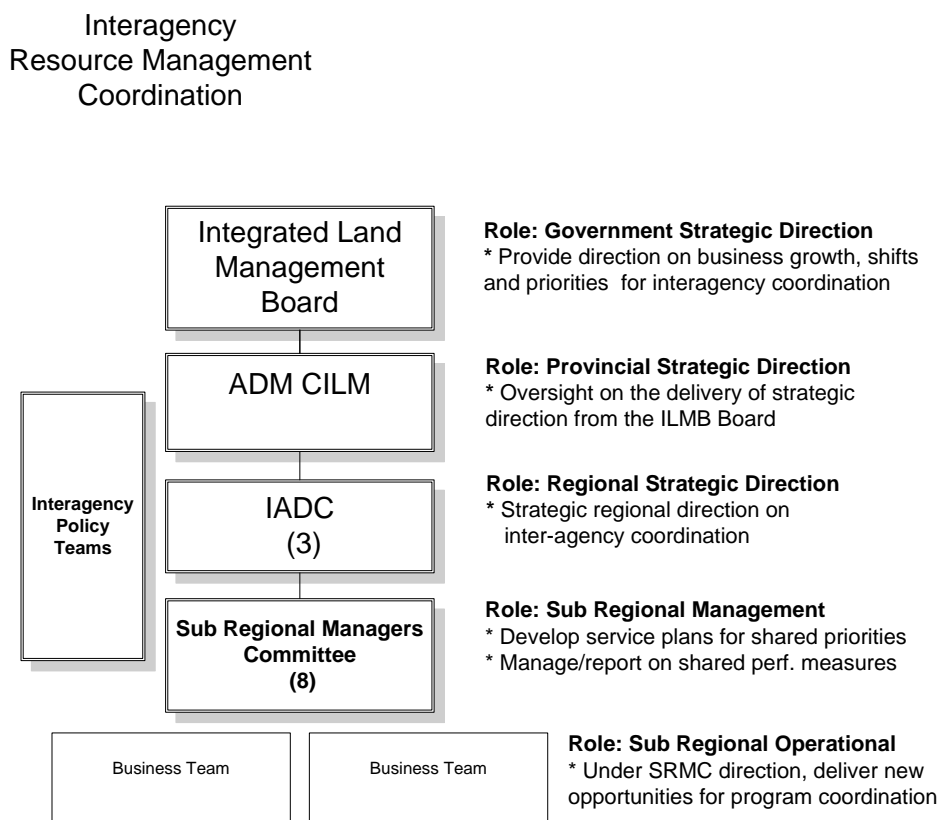 Interagency
Resource Management
Coordination
Integrated Land
Management
Board
Role: Government Strategic Direction
* Provide direction on business growth, shifts
and priorities for interagency coordination
ADM CILM
Role: Provincial Strategic Direction
* Oversight on the delivery of strategic
direction from the ILMB Board
Interagency
Policy
Teams
IADC
(3)
Role: Regional Strategic Direction
* Strategic regional direction on
inter-agency coordination
Sub Regional Managers
Committee
(8)
Role: Sub Regional Management
* Develop service plans for shared priorities
* Manage/report on shared perf. measures
Business Team
Business Team
Role: Sub Regional Operational
* Under SRMC direction, deliver new
opportunities for program coordination